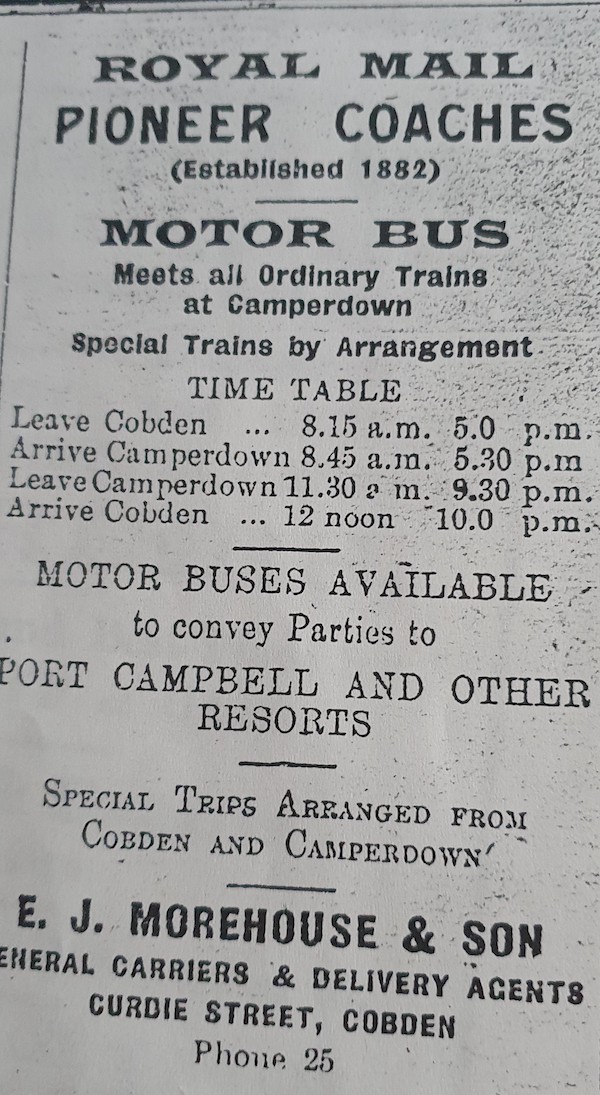 ROYAL MAIL
PIONEER COACHES
(Established 1882)
MOTOR BUS
Meets all Ordinary Trains
at Camperdown
Special Trains by Arrangement
TIME TABLE
Leave Cobden ... 8.15 a.m. 5.0 p.m.
Arrive Camperdown 8.45 a.m. 5.30 p.m
Leave Camperdown 11.30 a m. 9.30 p.m.
Arrive Cobden ... 12 noon 10.0 p.m.
MOTOR BUSES AVAILABLE
to convey Parties to
PORT CAMPBELL AND OTHER
RESORTS
SPECIAL TRIPS ARRANGED FROM
COBDEN AND CAMPERDOWN
E. J. MOREHOUSE & SON
ENERAL CARRIERS & DELIVERY AGENTS
CURDIE STREET, COBDEN
Phone 25